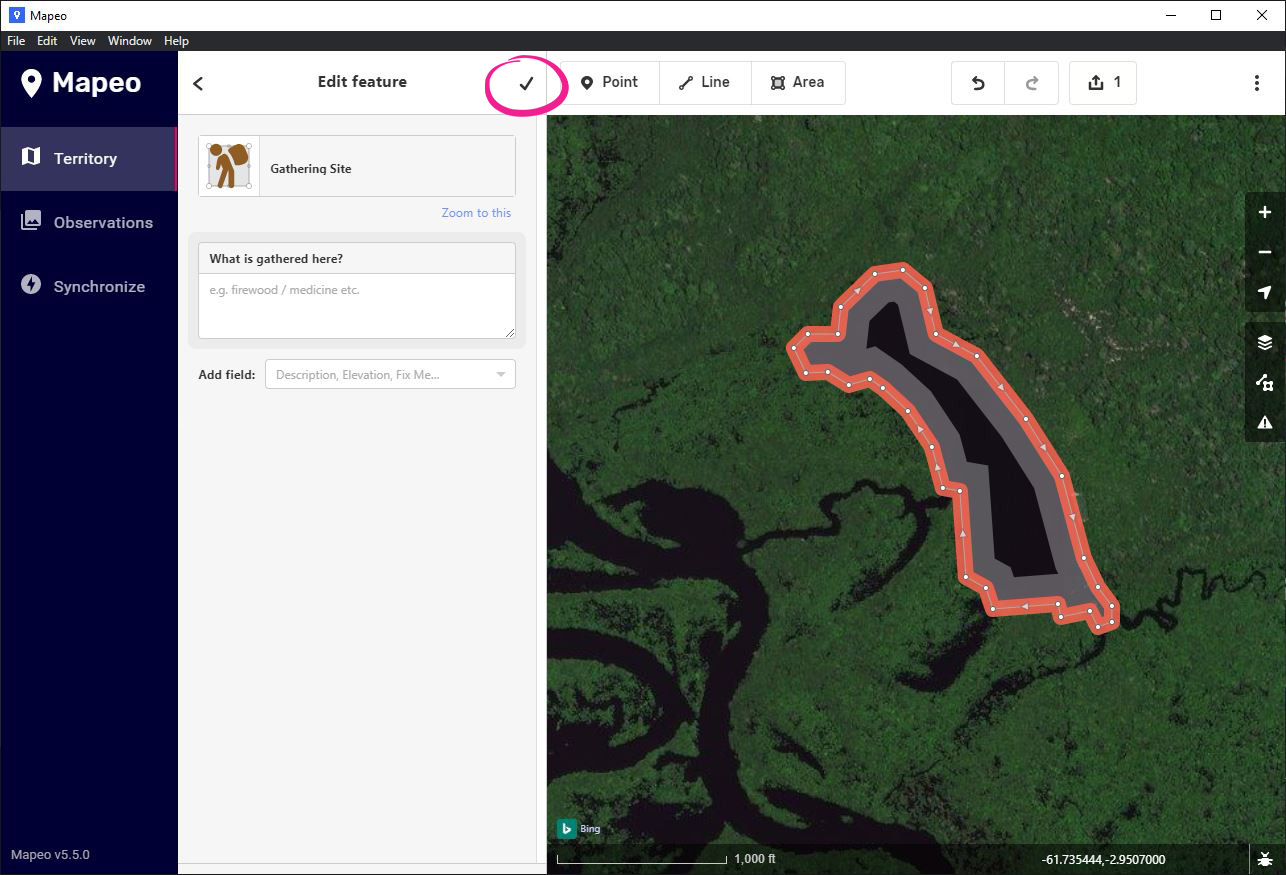 Mapeo
File Edit View Window Help
Mapeo
Edit feature
Point
Line
Area
1
Territory
Observations
Synchronize
Gathering Site
Zoom to this
What is gathered here?
e.g. firewood / medicine etc.
Add field:
Description, Elevation, Fix Me...
Bing
1,000 ft
-61.735444,-2.9507000
Mapeo v5.5.0